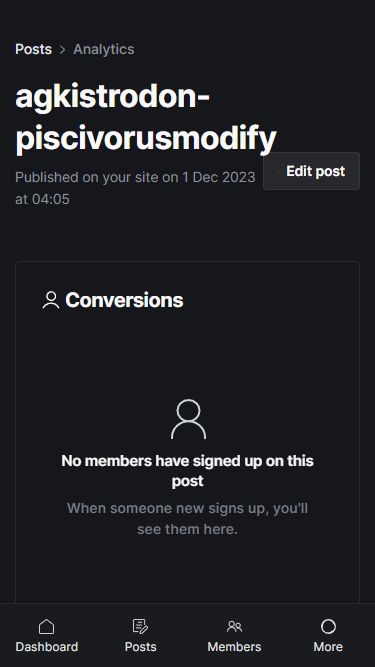 Posts > Analytics
agkistrodon-
piscivorusmodify
Published on your site on 1 Dec 2023
at 04:05
Edit post
Conversions
No members have signed up on this
post
When someone new signs up, you'll
see them here.
Dashboard
Posts
Members
More